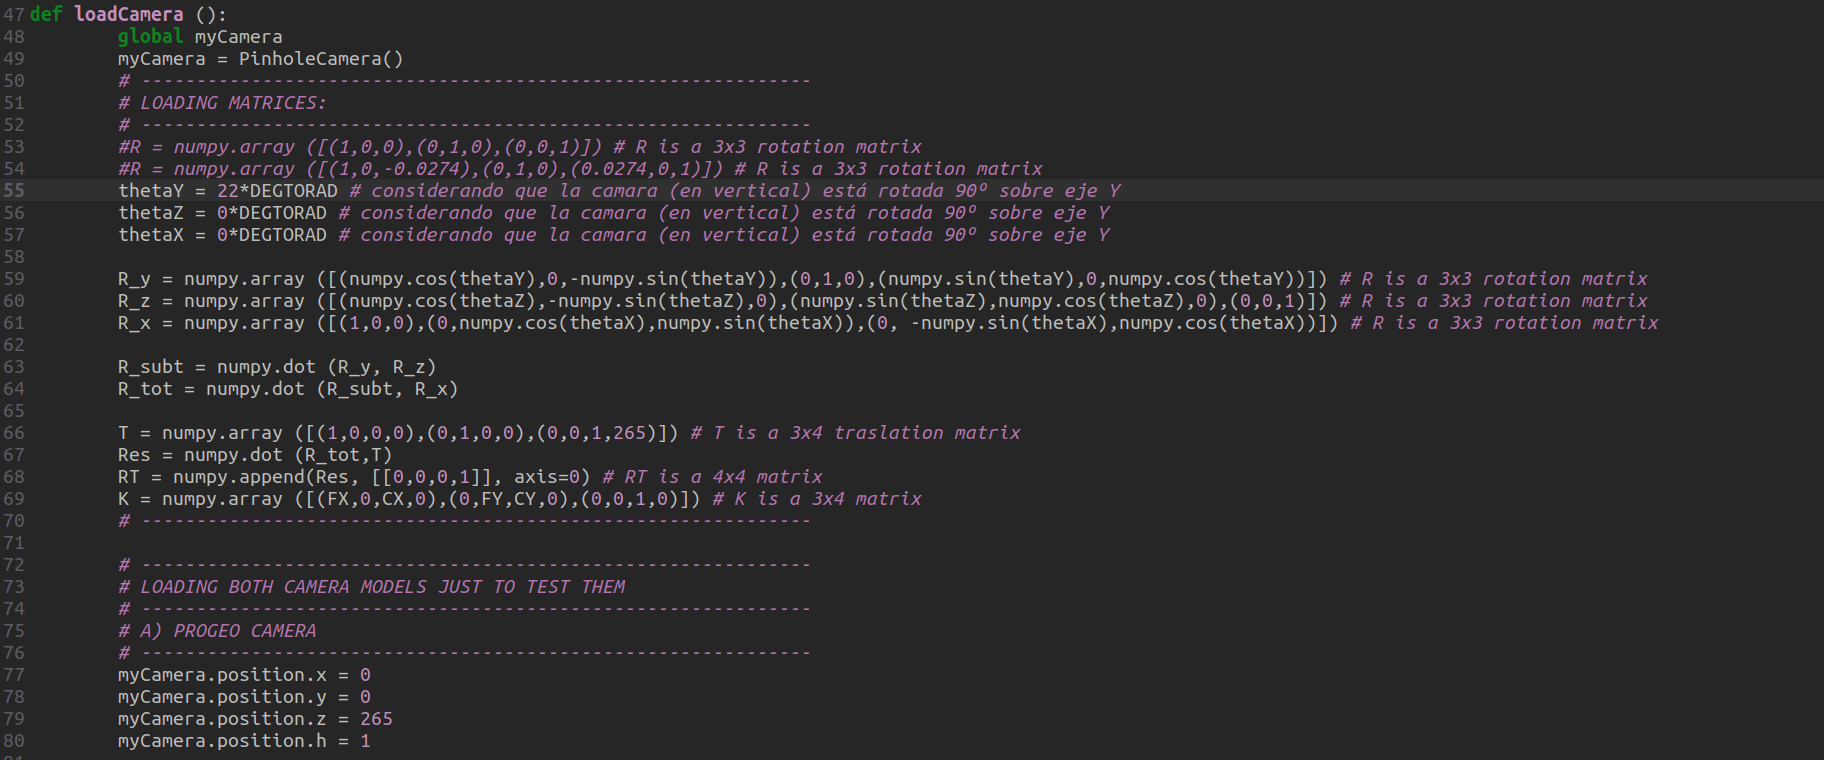 47 def loadCamera ():
48 global myCamera
49 myCamera = PinholeCamera()
50 # -------------------------------------------------------------
51 # LOADING MATRICES:
52 # -------------------------------------------------------------
53 #R = numpy.array ([(1,0,0),(0,1,0),(0,0,1)]) # R is a 3x3 rotation matrix
54 #R = numpy.array ([(1,0,-0.0274),(0,1,0),(0.0274,0,1)]) # R is a 3x3 rotation matrix
55 thetaY = 22*DEGTORAD # considerando que la camara (en vertical) está rotada 90º sobre eje Y
56 thetaZ = 0*DEGTORAD # considerando que la camara (en vertical) está rotada 90º sobre eje Y
57 thetaX = 0*DEGTORAD # considerando que la camara (en vertical) está rotada 90º sobre eje Y
58
59 R_y = numpy.array ([(numpy.cos(thetaY),0,-numpy.sin(thetaY)),(0,1,0),(numpy.sin(thetaY),0,numpy.cos(thetaY))]) # R is a 3x3 rotation matrix
60 R_z = numpy.array ([(numpy.cos(thetaZ),-numpy.sin(thetaZ),0),(numpy.sin(thetaZ),numpy.cos(thetaZ),0),(0,0,1)]) # R is a 3x3 rotation matrix
61 R_x = numpy.array ([(1,0,0),(0,numpy.cos(thetaX),numpy.sin(thetaX)),(0, -numpy.sin(thetaX),numpy.cos(thetaX))]) # R is a 3x3 rotation matrix
62
63 R_subt = numpy.dot (R_y, R_z)
64 R_tot = numpy.dot (R_subt, R_x)
65
66 T = numpy.array ([(1,0,0,0),(0,1,0,0),(0,0,1,265)]) # T is a 3x4 traslation matrix
67 Res = numpy.dot (R_tot,T)
68 RT = numpy.append(Res, [[0,0,0,1]], axis=0) # RT is a 4x4 matrix
69 K = numpy.array ([(FX,0,CX,0),(0,FY,CY,0),(0,0,1,0)]) # K is a 3x4 matrix
70 # -------------------------------------------------------------
71
72 # -------------------------------------------------------------
73 # LOADING BOTH CAMERA MODELS JUST TO TEST THEM
74 # -------------------------------------------------------------
75 # A) PROGEO CAMERA
76 # -------------------------------------------------------------
77 myCamera.position.x = 0
78 myCamera.position.y = 0
79 myCamera.position.z = 265
80 myCamera.position.h = 1